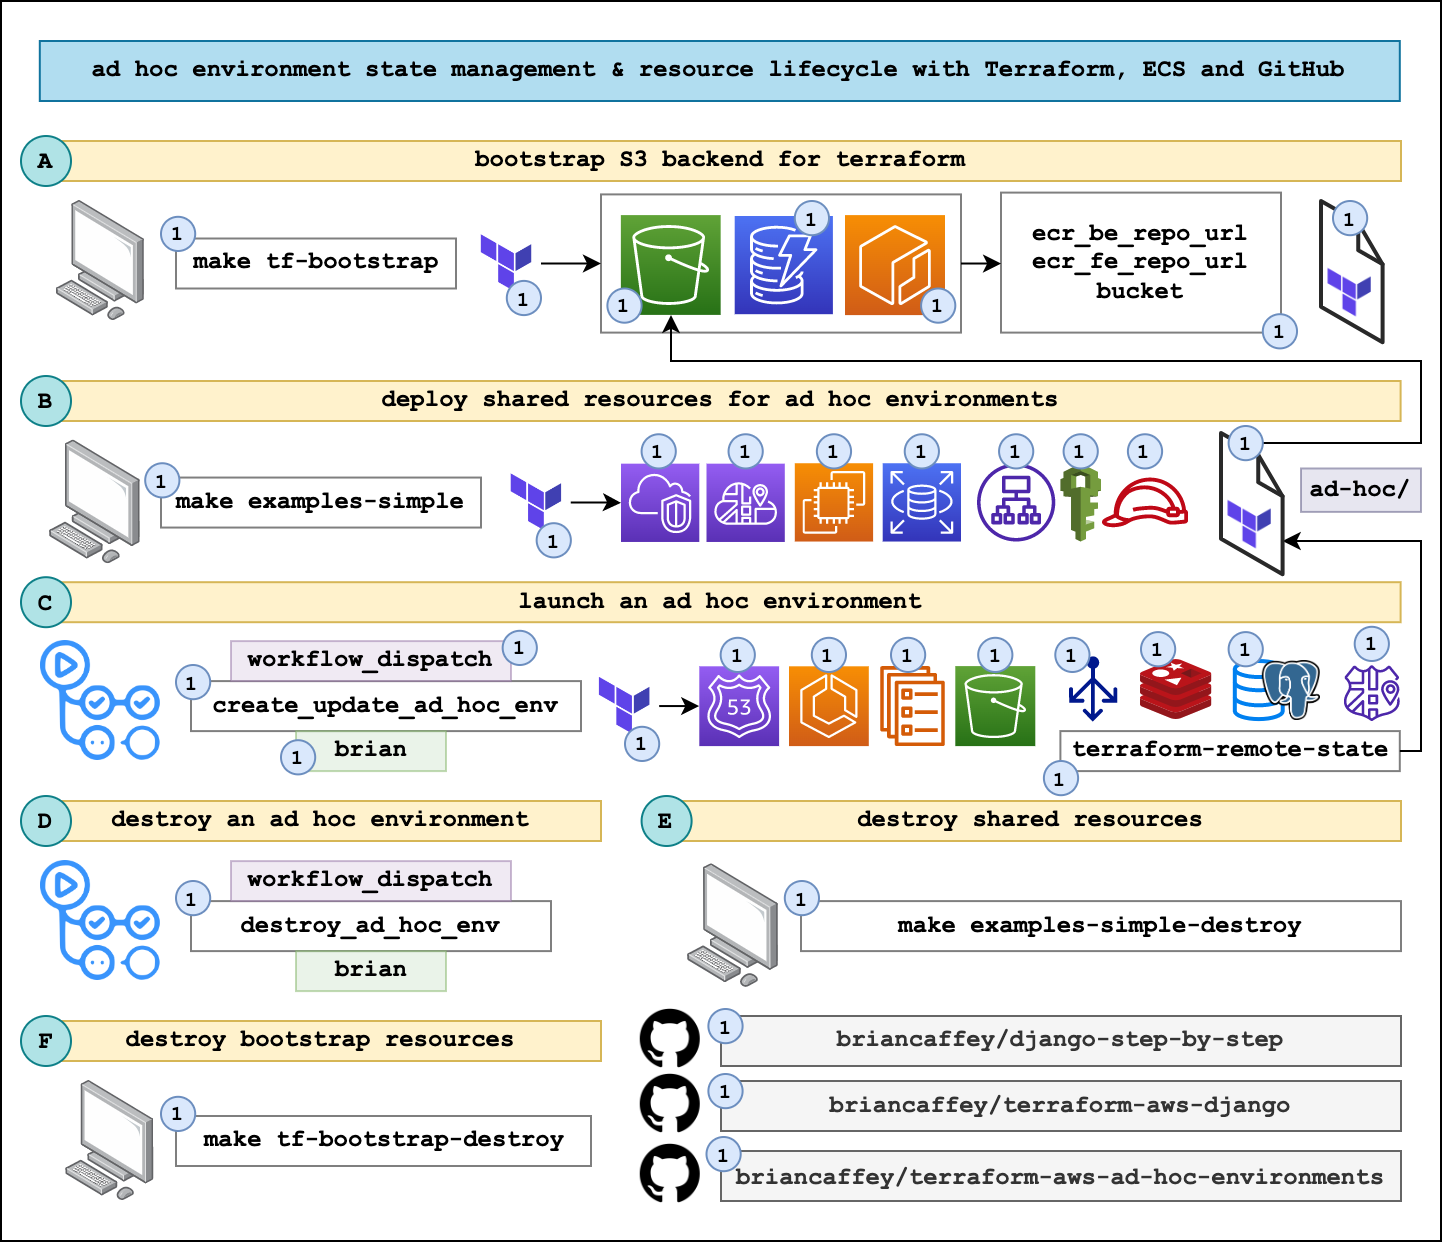 ad hoc environment state management & resource lifecycle with Terraform, ECS and GitHub
A
bootstrap S3 backend for terraform
1
make tf-bootstrap
1
1
1
1
ecr_be_repo_url
ecr_fe_repo_url
bucket
1
1
B
deploy shared resources for ad hoc environments
1
make examples-simple
1
1
1
1
1
1
1
1
1
ad-hoc/
C
launch an ad hoc environment
workflow_dispatch
1
1
create_update_ad_hoc_env
1
brian
1
1
53
1
1
1
1
1
1
1
terraform-remote-state
1
D
destroy an ad hoc environment
workflow_dispatch
1
destroy_ad_hoc_env
brian
E
destroy shared resources
1
make examples-simple-destroy
F
destroy bootstrap resources
1
make tf-bootstrap-destroy
1
briancaffey/django-step-by-step
1
briancaffey/terraform-aws-django
1
briancaffey/terraform-aws-ad-hoc-environments